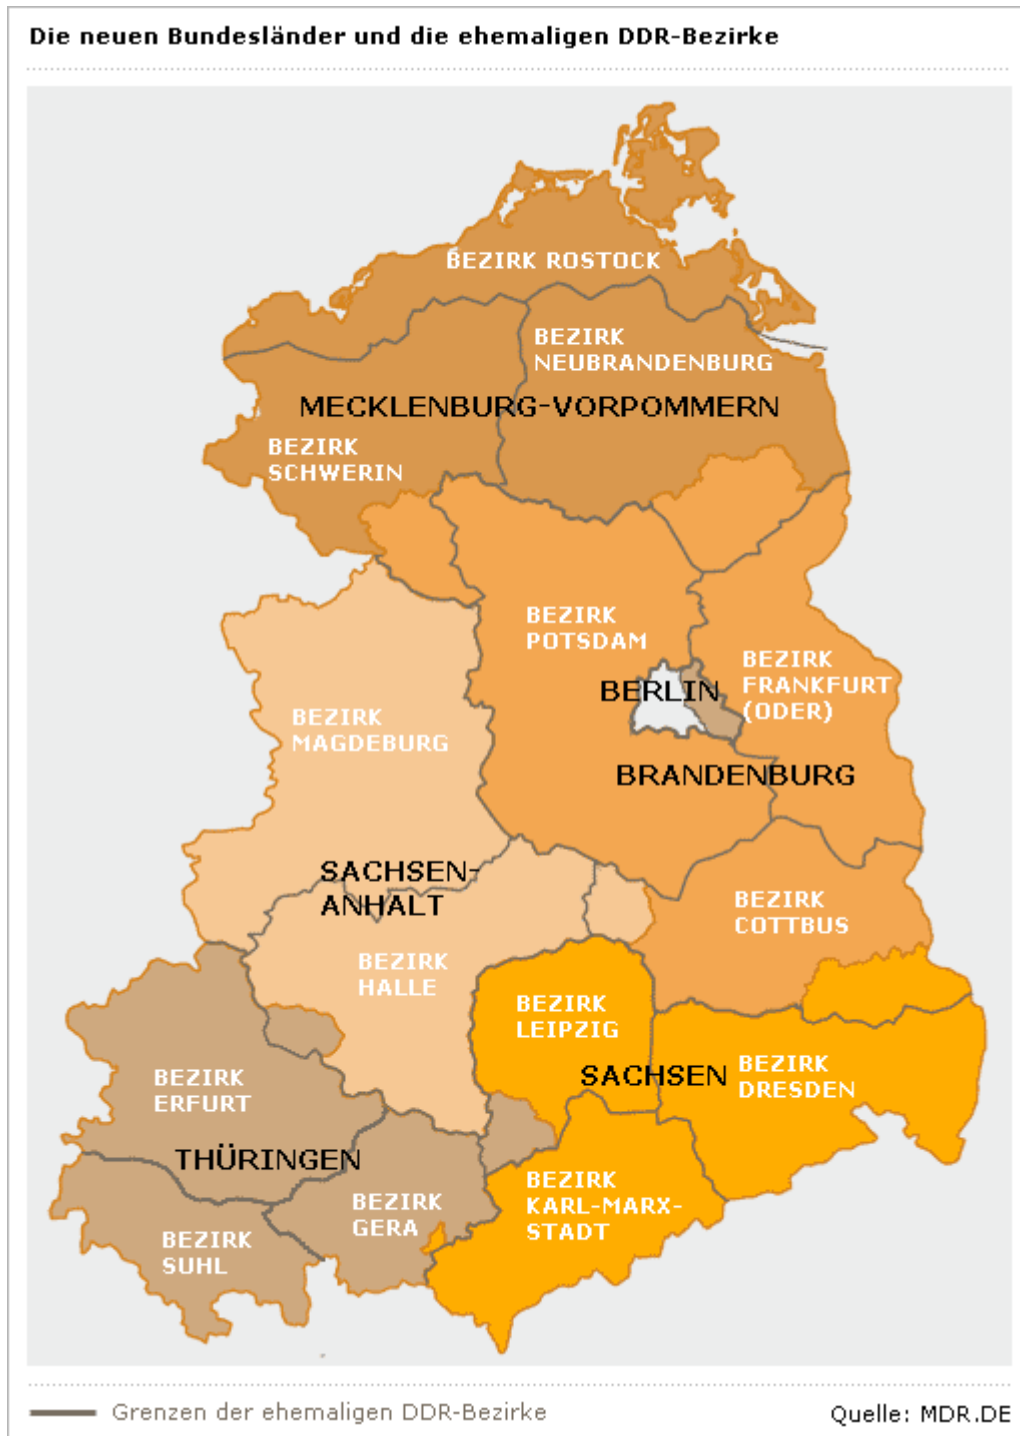 Die neuen Bundesländer und die ehemaligen DDR-Bezirke
BEZIRK ROSTOCK
BEZIRK
NEUBRANDENBURG
MECKLENBURG-VORPOMMERN
BEZIRK
SCHWERIN
BEZIRK
POTSDAM
BEZIRK
FRANKFURT
(ODER)
BERLIN
BEZIRK
MAGDEBURG
BRANDENBURG
SACHSEN-
ANHALT
BEZIRK
COTTBUS
BEZIRK
HALLE
BEZIRK
LEIPZIG
SACHSEN
BEZIRK
DRESDEN
BEZIRK
ERFURT
THÜRINGEN
BEZIRK
KARL-MARX-
STADT
BEZIRK
GERA
BEZIRK
SUHL
Grenzen der ehemaligen DDR-Bezirke
Quelle: MDR.DE